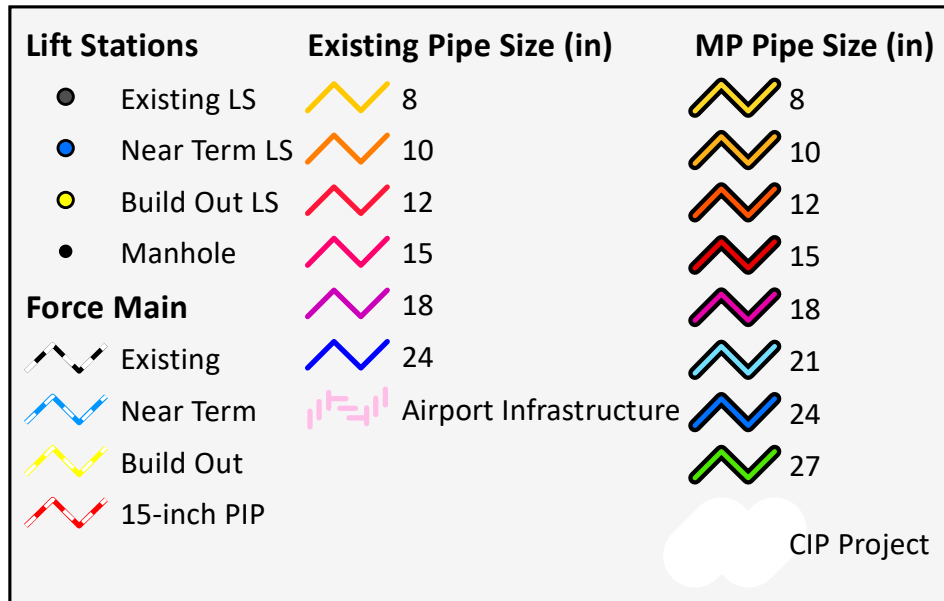 Lift Stations
Existing LS
Near Term LS
Build Out LS
Manhole
Force Main
Existing
Near Term
Build Out
15-inch PIP
Existing Pipe Size (in)
8
10
12
15
18
24
Airport Infrastructure
MP Pipe Size (in)
8
10
12
15
18
21
24
27
CIP Project